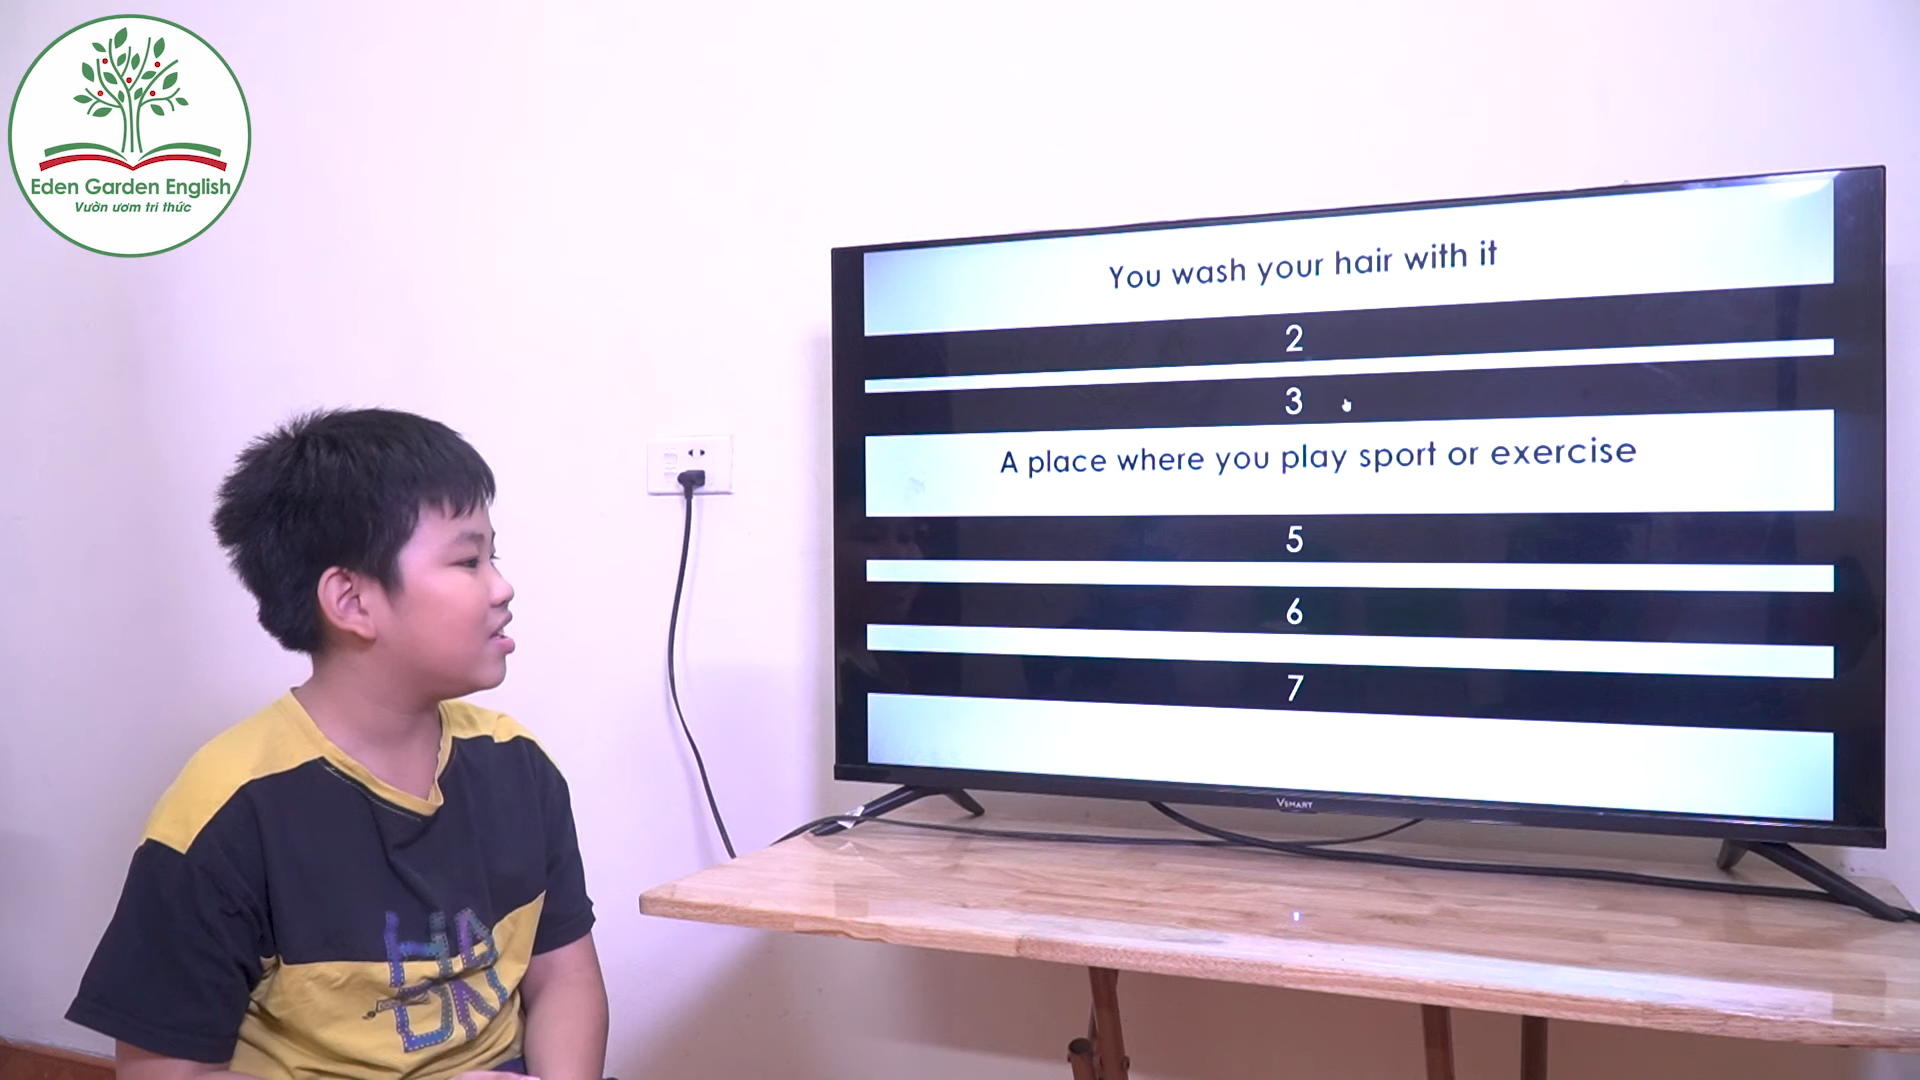 Eden Garden English
Vườn ươm tri thức
You wash your hair with it
2
3
A place where you play sport or exercise
5
6
7
VSMART